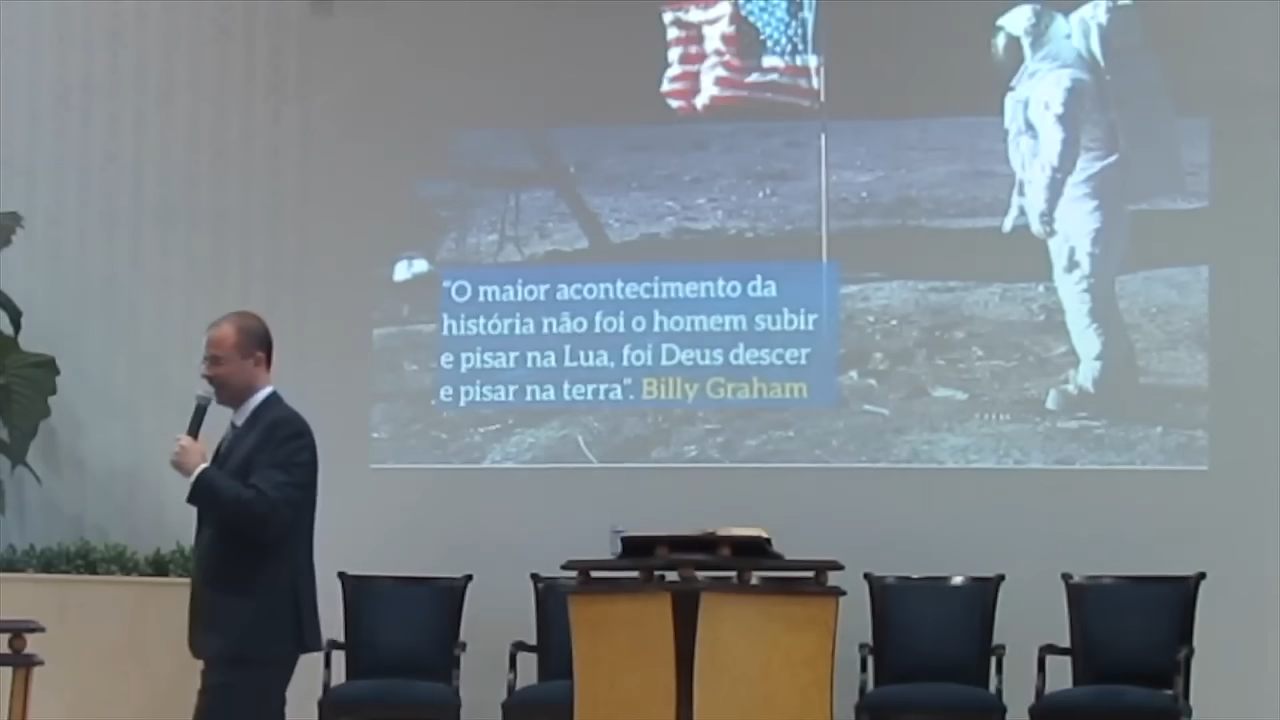 "O maior acontecimento da
história não foi o homem subir
e pisar na Lua, foi Deus descer
e pisar na terra". Billy Graham